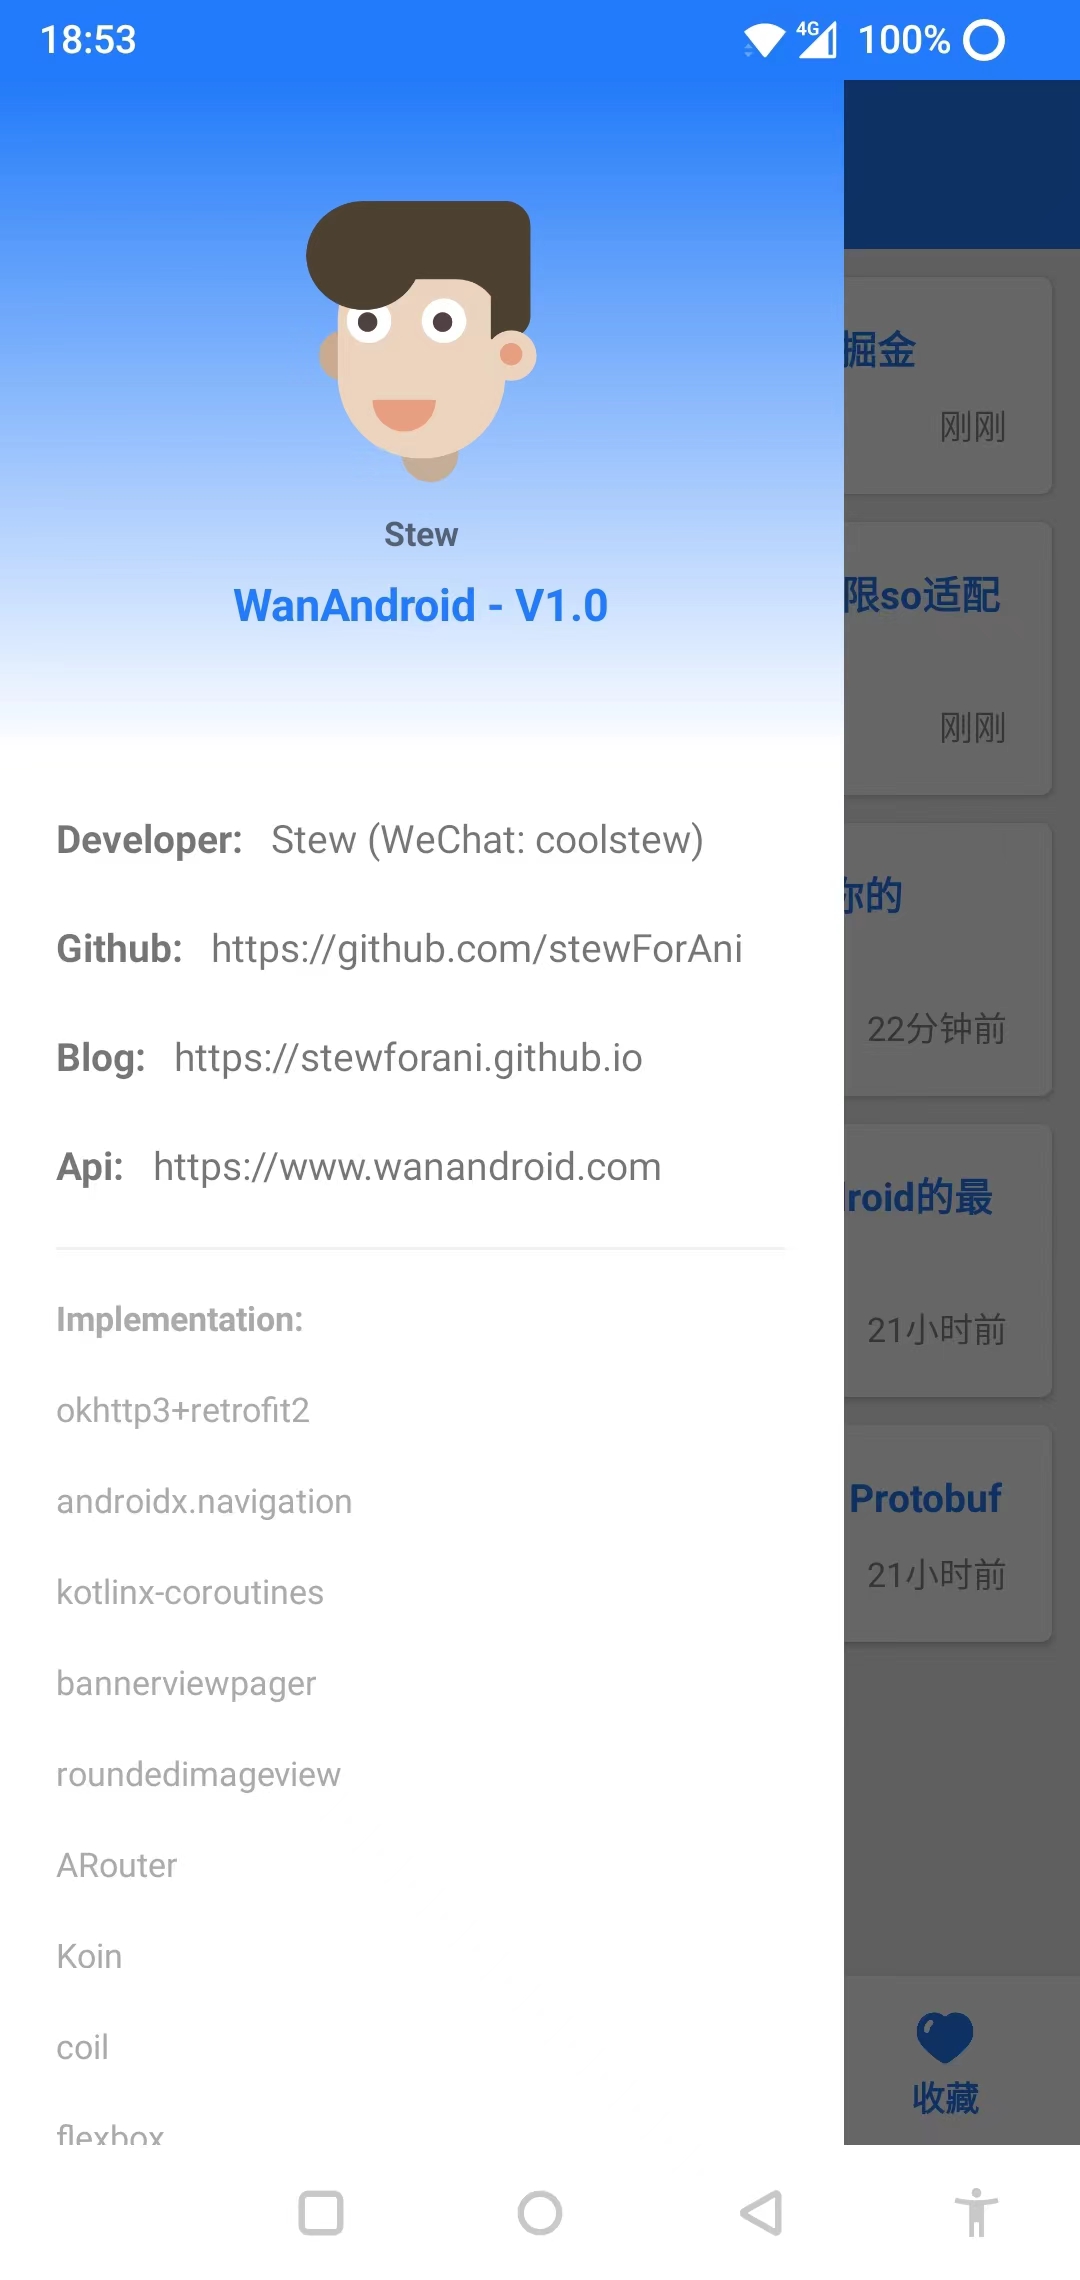 18:53
4G
100%
Stew
WanAndroid - V1.0
Developer: Stew (WeChat: coolstew)
Github: https://github.com/stewForAni
Blog: https://stewforani.github.io
Api: https://www.wanandroid.com
Implementation:
okhttp3+retrofit2
androidx.navigation
kotlinx-coroutines
bannerviewpager
roundedimageview
ARouter
Koin
coil
flexbox
掘金
刚刚
限so适配
刚刚
你的
22分钟前
roid的最
21小时前
Protobuf
21小时前
收藏